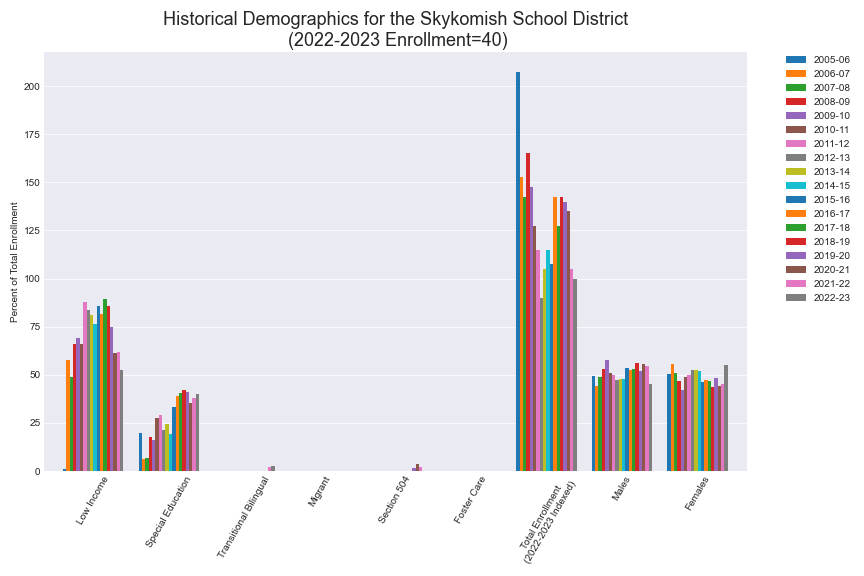 Historical Demographics for the Skykomish School District
(2022-2023 Enrollment=40)
Percent of Total Enrollment
200
175
150
125
100
75
50
25
0
Low Income
Special Education
Transitional Bilingual
Migrant
Section 504
Foster Care
Total Enrollment
(2022-2023 Indexed)
Males
Females
2005-06
2006-07
2007-08
2008-09
2009-10
2010-11
2011-12
2012-13
2013-14
2014-15
2015-16
2016-17
2017-18
2018-19
2019-20
2020-21
2021-22
2022-23